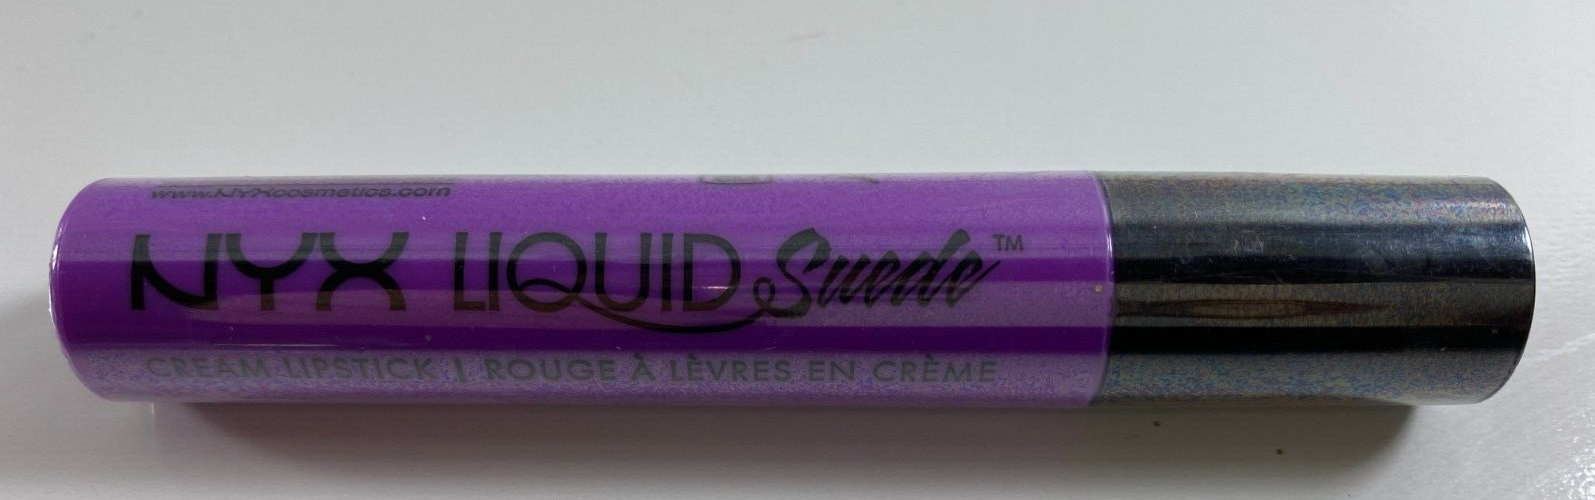 www.NYXcosmetics.com
NYX LIQUID Suede™
CREAM LIPSTICK | ROUGE À LÈVRES EN CRÈME